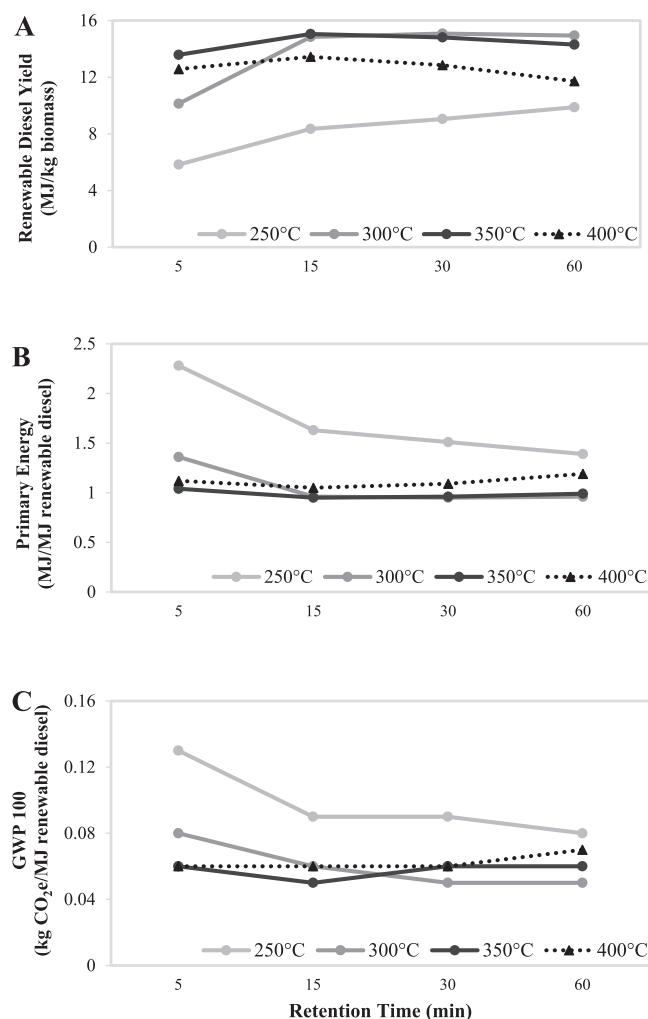 A
Renewable Diesel Yield
(MJ/kg biomass)
16
12
8
4
0
250°C 300°C 350°C 400°C
5 15 30 60
B
Primary Energy
(MJ/MJ renewable diesel)
2.5
2
1.5
1
0.5
0
250°C 300°C 350°C 400°C
5 15 30 60
C
GWP 100
(kg CO₂e/MJ renewable diesel)
0.16
0.12
0.08
0.04
0
250°C 300°C 350°C 400°C
5 15 30 60
Retention Time (min)